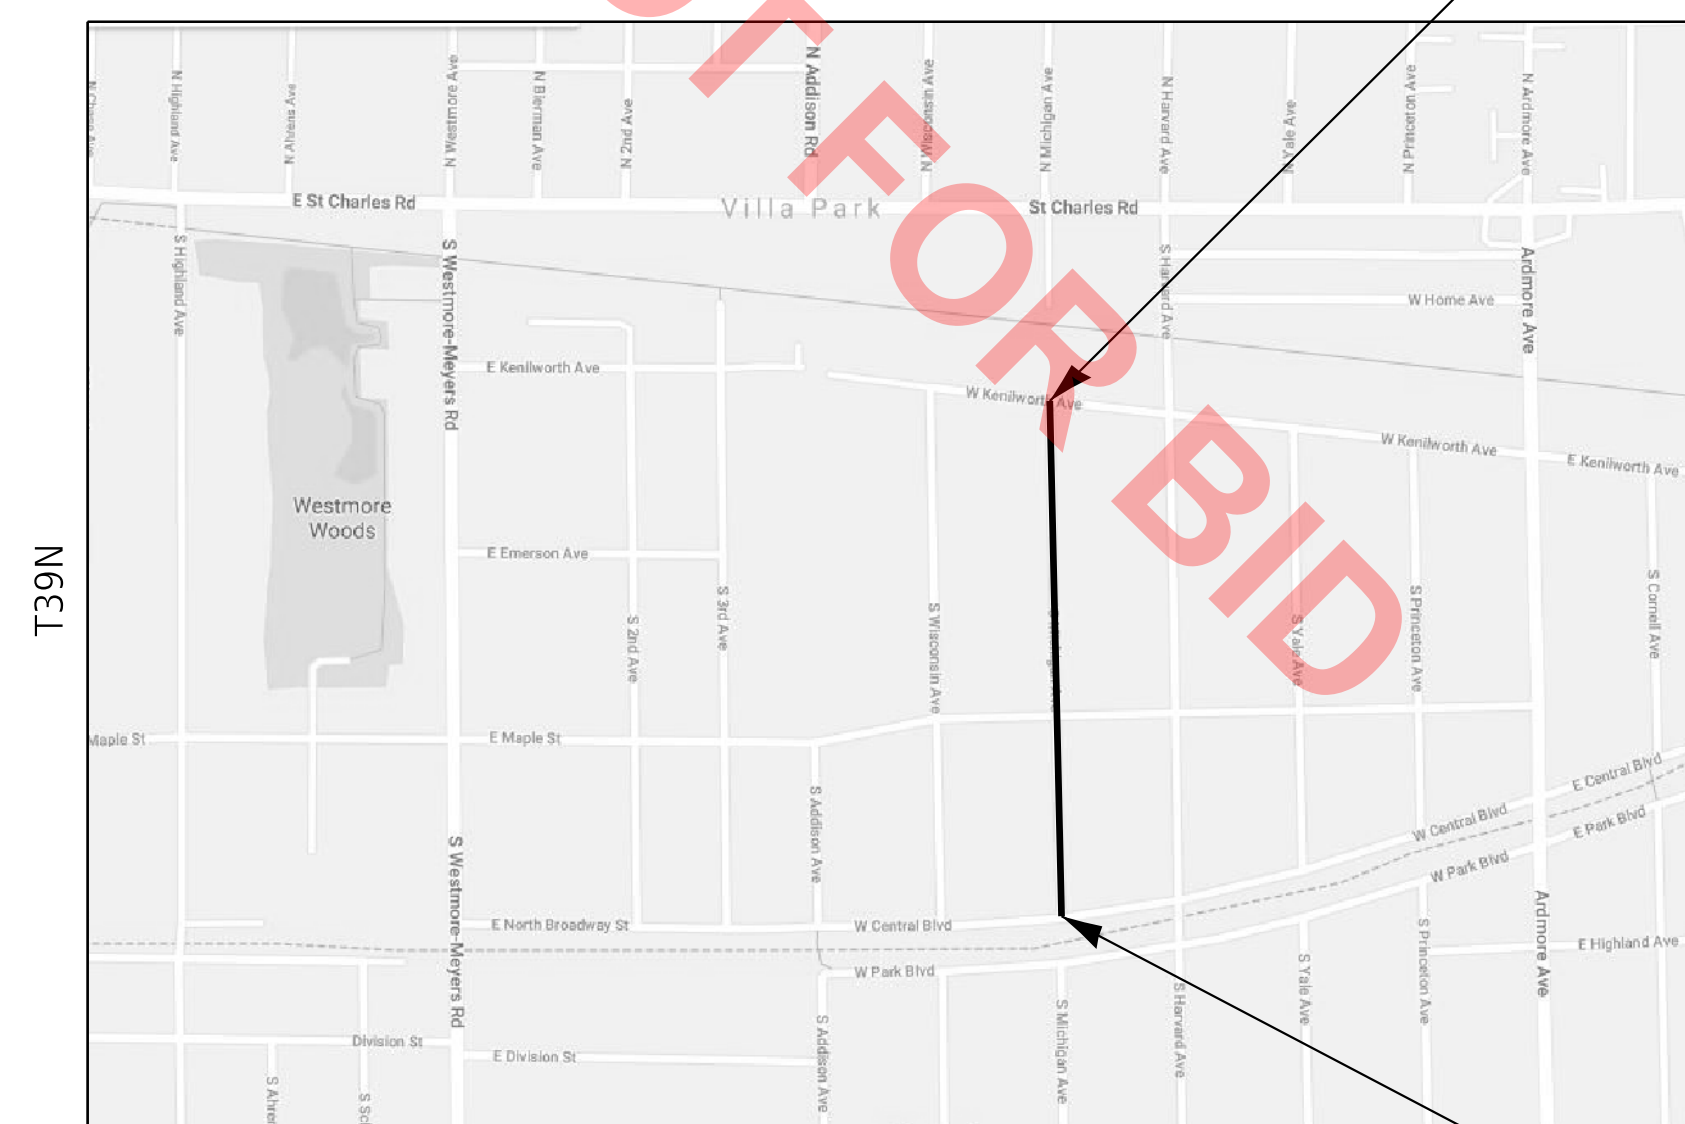 T FOR BID
N Highland Ave
N Ahrens Ave
N Westmore Ave
N Bierman Ave
N 2nd Ave
N Addison Rd
N Wisconsin Ave
N Michigan Ave
N Harvard Ave
N Yale Ave
N Princeton Ave
N Ardmore Ave
E St Charles Rd
Villa Park
St Charles Rd
S Highland Ave
S Westmore-Meyers Rd
S Harvard Ave
Ardmore Ave
W Home Ave
E Kenilworth Ave
W Kenilworth Ave
W Kenilworth Ave
E Kenilworth Ave
Westmore
Woods
T39N
E Emerson Ave
S 2nd Ave
S 3rd Ave
S Wisconsin Ave
S Yale Ave
S Princeton Ave
S Cornell Ave
Maple St
E Maple St
S Addison Ave
E Central Blvd
W Central Blvd
E Park Blvd
W Park Blvd
S Westmore-Meyers Rd
E North Broadway St
W Central Blvd
W Park Blvd
S Princeton Ave
Ardmore Ave
E Highland Ave
S Yale Ave
S Harvard Ave
S Michigan Ave
S Addison Ave
Division St
E Division St
S Ahre
S Sc